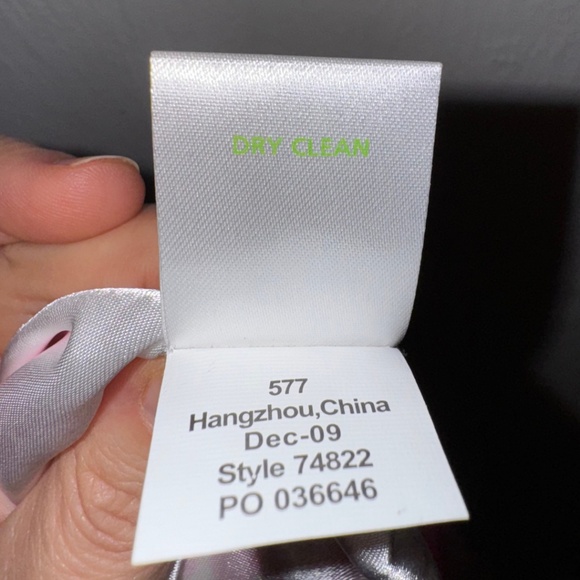 DRY CLEAN
577
Hangzhou,China
Dec-09
Style 74822
PO 036646